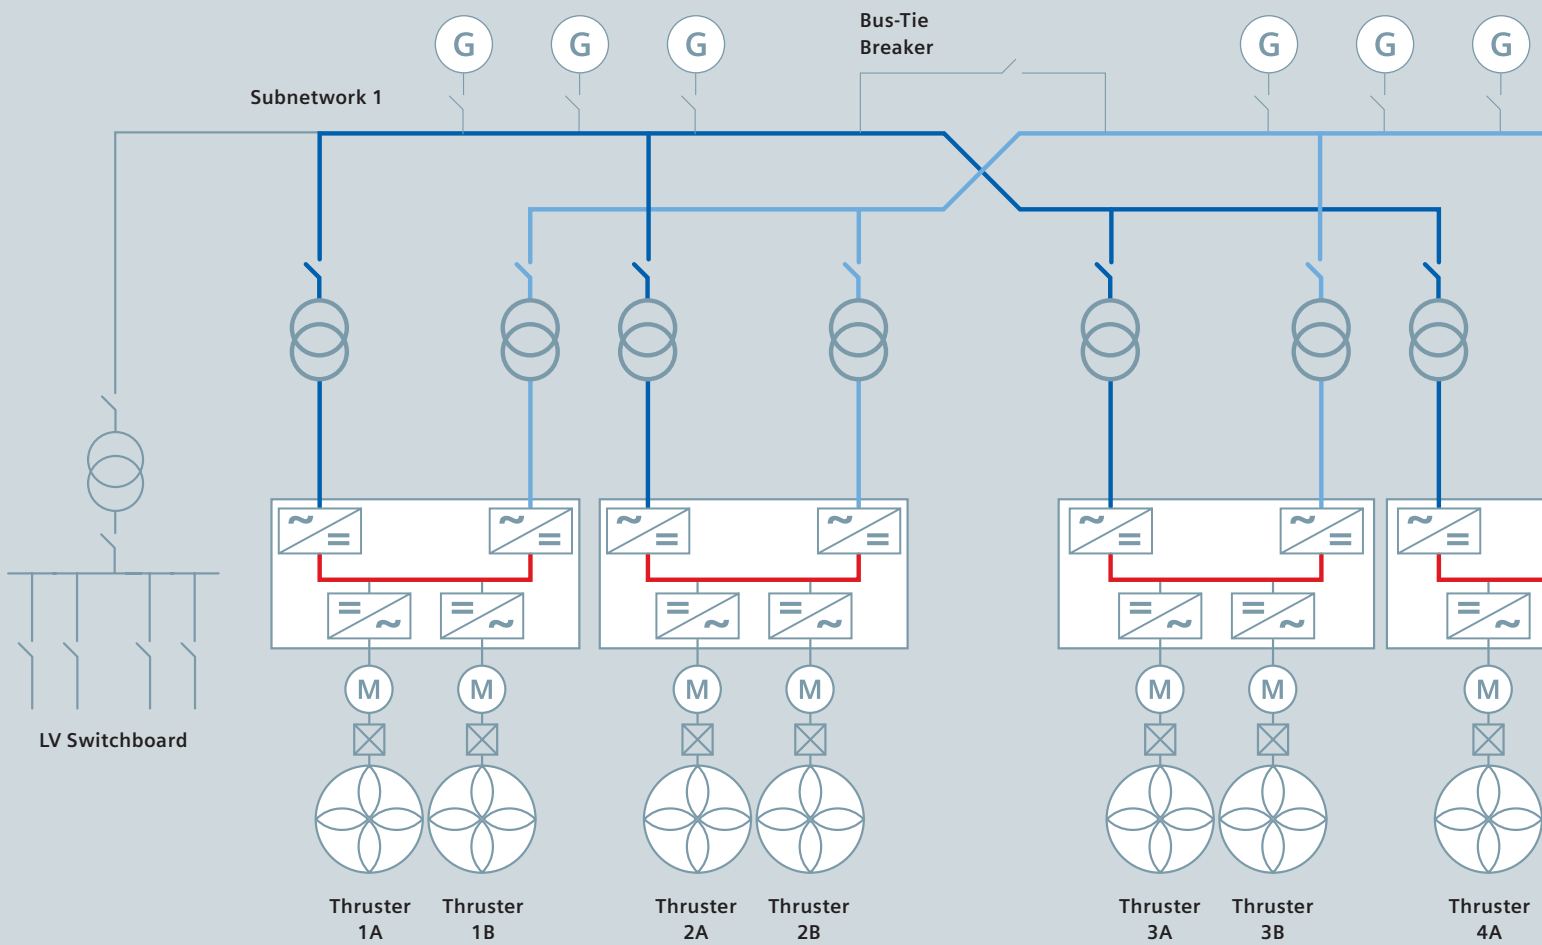 Bus-Tie
Breaker
G
G
G
G
G
G
Subnetwork 1
M
M
M
M
M
M
M
LV Switchboard
Thruster
1A
Thruster
1B
Thruster
2A
Thruster
2B
Thruster
3A
Thruster
3B
Thruster
4A